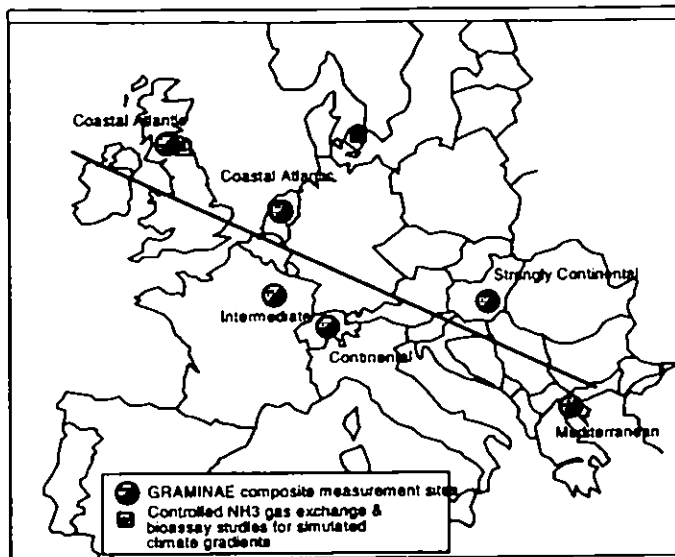 Coastal Atlantic
Coastal Atlantic
Strongly Continental
Intermediate
Continental
Mediterranean
GRAMINAE composite measurement sites
Controlled NH3 gas exchange &
bioassay studies for simulated
climate gradients